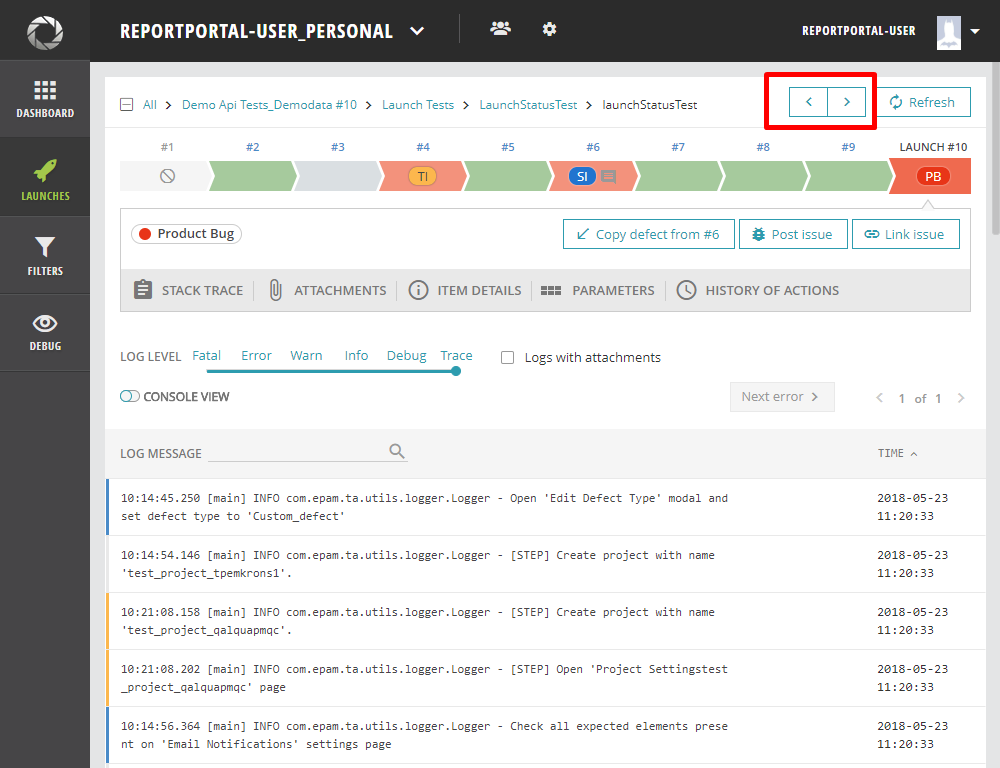 REPORTPORTAL-USER_PERSONAL
REPORTPORTAL-USER
DASHBOARD
LAUNCHES
FILTERS
DEBUG
All > Demo Api Tests_Demodata #10 > Launch Tests > LaunchStatusTest > launchStatusTest
Refresh
#1 #2 #3 #4 #5 #6 #7 #8 #9 LAUNCH #10
TI SI PB
Product Bug
Copy defect from #6 Post issue Link issue
STACK TRACE ATTACHMENTS ITEM DETAILS PARAMETERS HISTORY OF ACTIONS
LOG LEVEL Fatal Error Warn Info Debug Trace Logs with attachments
CONSOLE VIEW Next error > < 1 of 1 >
LOG MESSAGE TIME
10:14:45.250 [main] INFO com.epam.ta.utils.logger.Logger - Open 'Edit Defect Type' modal and 2018-05-23
set defect type to 'Custom_defect' 11:20:33
10:14:54.146 [main] INFO com.epam.ta.utils.logger.Logger - [STEP] Create project with name 2018-05-23
'test_project_tpemkrons1'. 11:20:33
10:21:08.158 [main] INFO com.epam.ta.utils.logger.Logger - [STEP] Create project with name 2018-05-23
'test_project_qalquapmqc'. 11:20:33
10:21:08.202 [main] INFO com.epam.ta.utils.logger.Logger - [STEP] Open 'Project Settingstest 2018-05-23
_project_qalquapmqc' page 11:20:33
10:14:56.364 [main] INFO com.epam.ta.utils.logger.Logger - Check all expected elements prese 2018-05-23
nt on 'Email Notifications' settings page 11:20:33